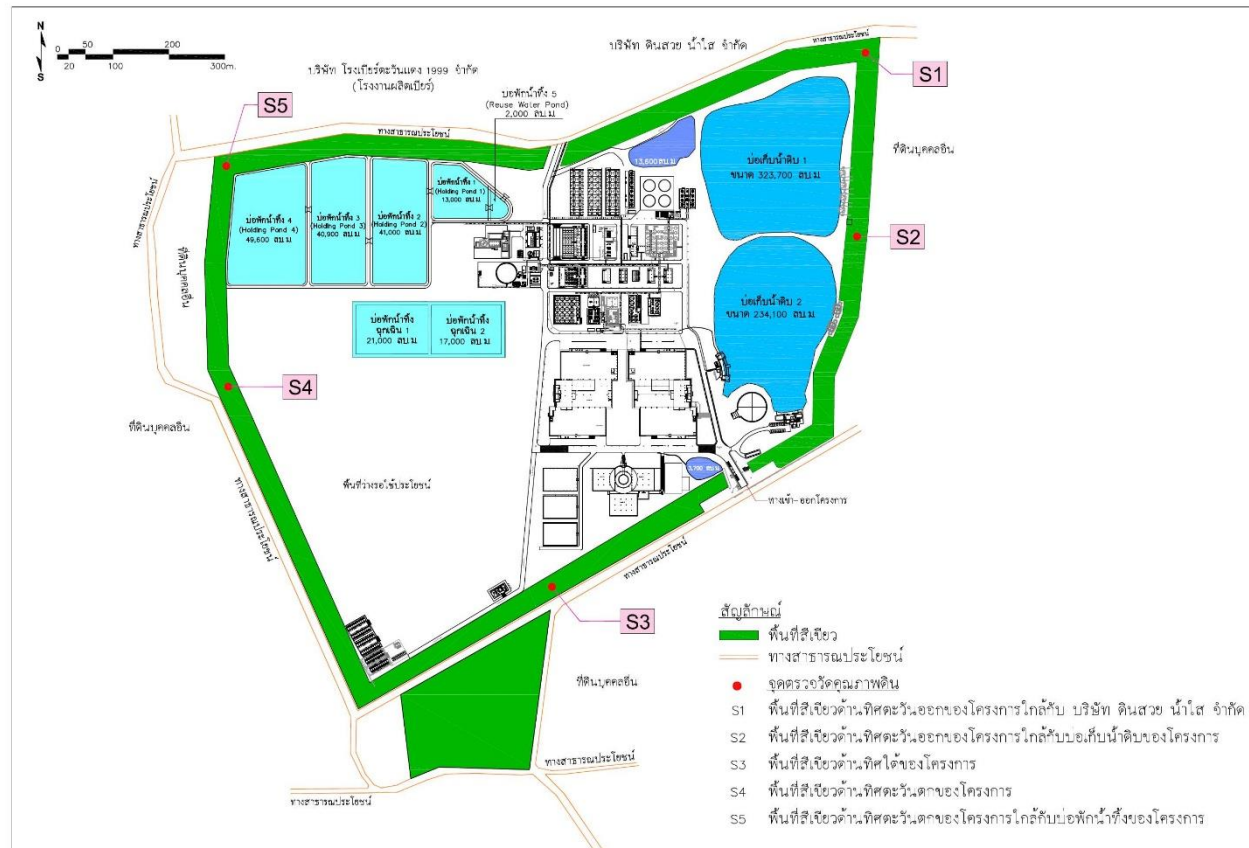 N
S
0 50 200
20 100 300m.
บริษัท ดินสวย น้ำใส จำกัด
ทางสาธารณประโยชน์
S1
บริษัท โรงเบียร์ตะวันแดง 1999 จำกัด
(โรงงานผลิตเบียร์)
บ่อพักน้ำทิ้ง 5
(Reuse Water Pond)
2,000 ลบ.ม.
S5
ทางสาธารณประโยชน์
13,600 ลบ.ม.
บ่อเก็บน้ำดิบ 1
ขนาด 323,700 ลบ.ม.
ที่ดินบุคคลอื่น
ทางสาธารณประโยชน์
บ่อพักน้ำทิ้ง 4
(Holding Pond 4)
49,600 ลบ.ม.
บ่อพักน้ำทิ้ง 3
(Holding Pond 3)
40,900 ลบ.ม.
บ่อพักน้ำทิ้ง 2
(Holding Pond 2)
41,000 ลบ.ม.
บ่อพักน้ำทิ้ง 1
(Holding Pond 1)
13,000 ลบ.ม.
S2
ที่ดินบุคคลอื่น
บ่อพักน้ำทิ้ง
ฉุกเฉิน 1
21,000 ลบ.ม.
บ่อพักน้ำทิ้ง
ฉุกเฉิน 2
17,000 ลบ.ม.
บ่อเก็บน้ำดิบ 2
ขนาด 234,100 ลบ.ม.
S4
ที่ดินบุคคลอื่น
พื้นที่ว่างรอใช้ประโยชน์
3,700 ลบ.ม.
ทางเข้า-ออกโครงการ
ทางสาธารณประโยชน์
ทางสาธารณประโยชน์
S3
ที่ดินบุคคลอื่น
ทางสาธารณประโยชน์
ทางสาธารณประโยชน์
สัญลักษณ์
พื้นที่สีเขียว
ทางสาธารณประโยชน์
จุดตรวจวัดคุณภาพดิน
S1 พื้นที่สีเขียวด้านทิศตะวันออกของโครงการใกล้กับ บริษัท ดินสวย น้ำใส จำกัด
S2 พื้นที่สีเขียวด้านทิศตะวันออกของโครงการใกล้กับบ่อเก็บน้ำดิบของโครงการ
S3 พื้นที่สีเขียวด้านทิศใต้ของโครงการ
S4 พื้นที่สีเขียวด้านทิศตะวันตกของโครงการ
S5 พื้นที่สีเขียวด้านทิศตะวันตกของโครงการใกล้กับบ่อพักน้ำทิ้งของโครงการ